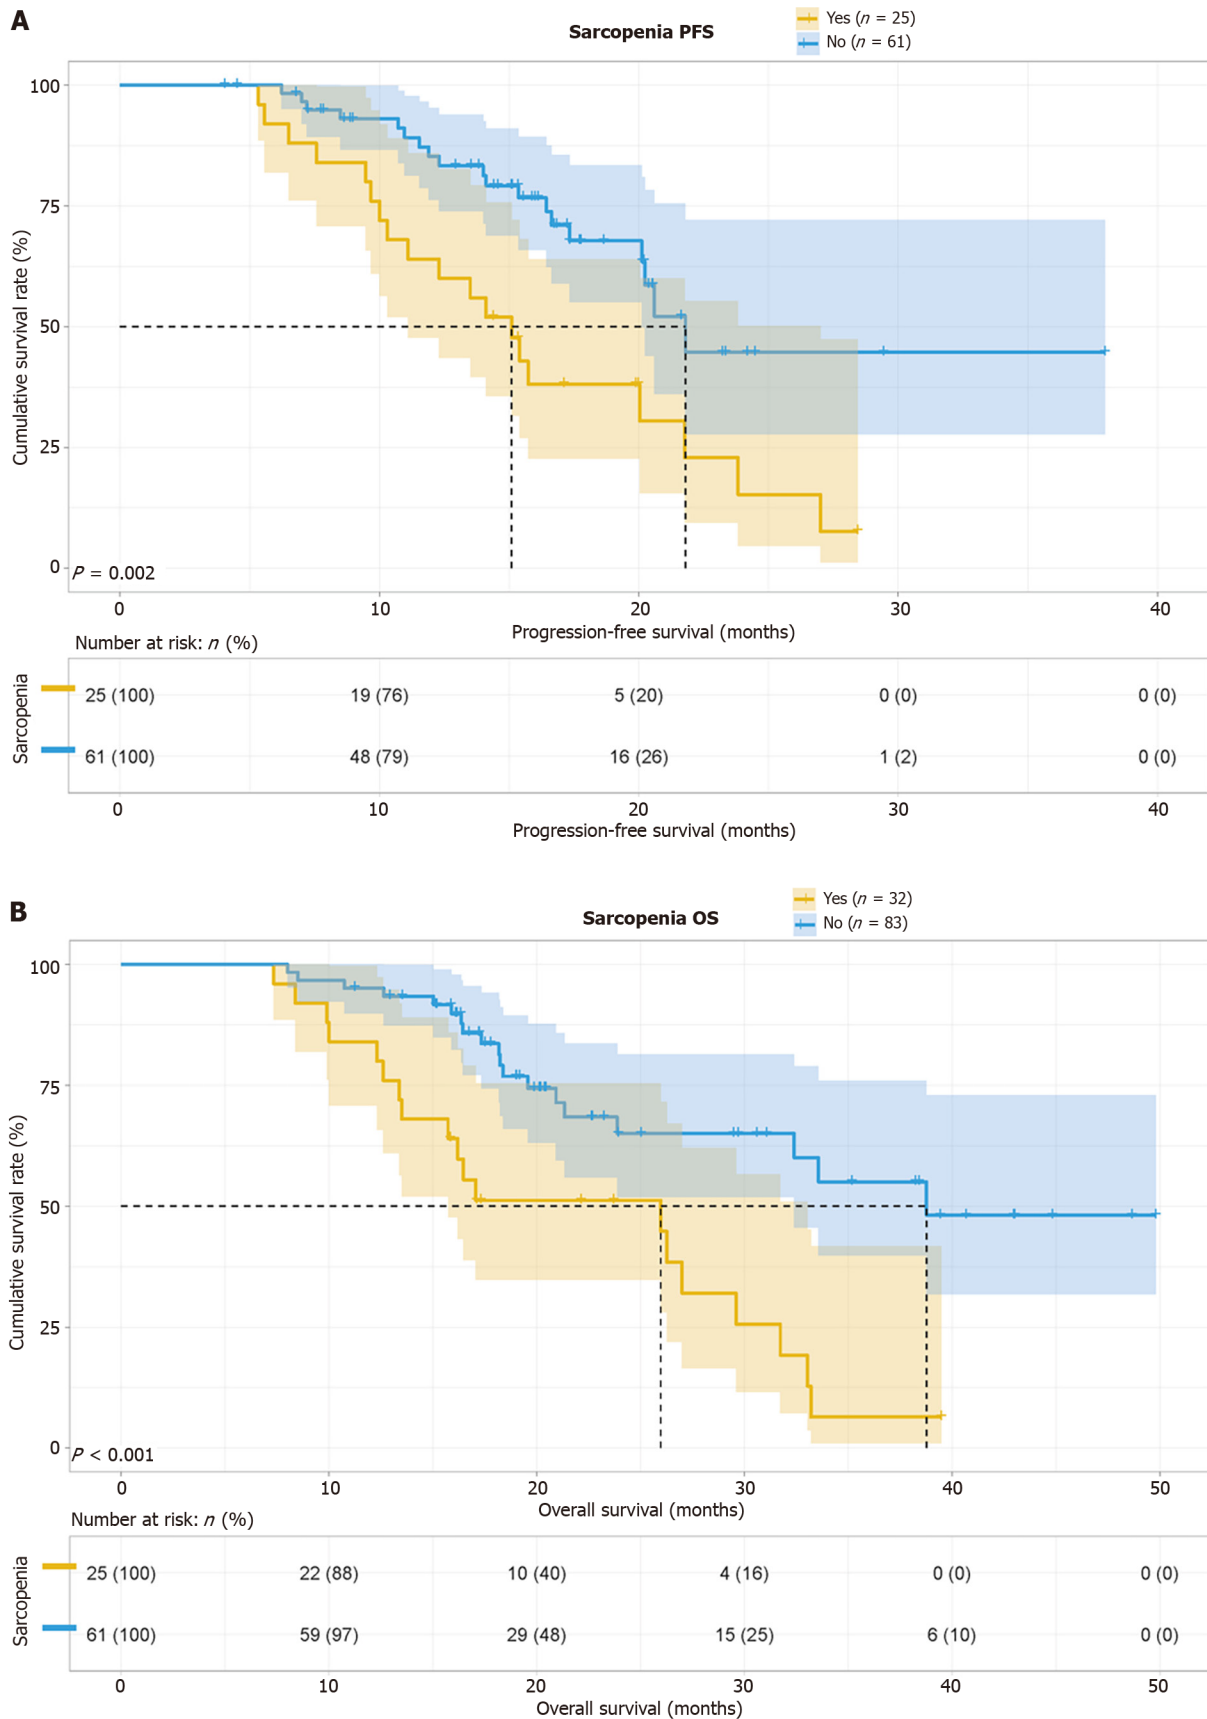 A
Sarcopenia PFS
Yes (n = 25)
No (n = 61)
Cumulative survival rate (%)
100
75
50
25
0
P = 0.002
0 10 20 30 40
Progression-free survival (months)
Number at risk: n (%)
Sarcopenia
25 (100) 19 (76) 5 (20) 0 (0) 0 (0)
61 (100) 48 (79) 16 (26) 1 (2) 0 (0)
0 10 20 30 40
Progression-free survival (months)
B
Sarcopenia OS
Yes (n = 32)
No (n = 83)
Cumulative survival rate (%)
100
75
50
25
0
P < 0.001
0 10 20 30 40 50
Overall survival (months)
Number at risk: n (%)
Sarcopenia
25 (100) 22 (88) 10 (40) 4 (16) 0 (0) 0 (0)
61 (100) 59 (97) 29 (48) 15 (25) 6 (10) 0 (0)
0 10 20 30 40 50
Overall survival (months)